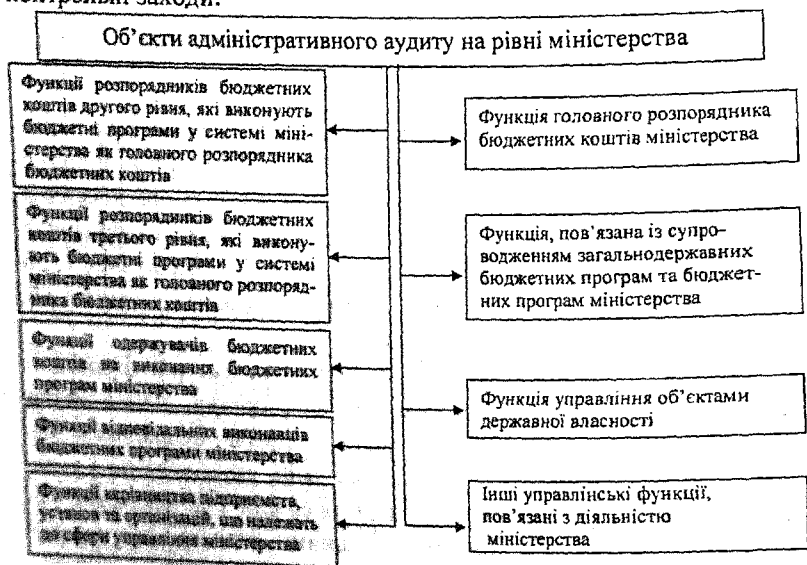 контрольні заходи.
Об’єкти адміністративного аудиту на рівні міністерства
Функції розпорядників бюджетних
коштів другого рівня, які виконують
бюджетні програми у системі міні-
стерства як головного розпорядника
бюджетних коштів
Функції розпорядників бюджетних
коштів третього рівня, які викону-
ють бюджетні програми у системі
міністерства як головного розпоряд-
ника бюджетних коштів
Функції одержувачів бюджетних
коштів на виконання бюджетних
програм міністерства
Функції відповідальних виконавців
бюджетних програми міністерства
Функції керівництва підприємств,
установ та організацій, що належать
до сфери управління міністерства
Функція головного розпорядника
бюджетних коштів міністерства
Функція, пов’язана із супро-
водженням загальнодержавних
бюджетних програм та бюджет-
них програм міністерства
Функція управління об’єктами
державної власності
Інші управлінські функції,
пов’язані з діяльністю
міністерства